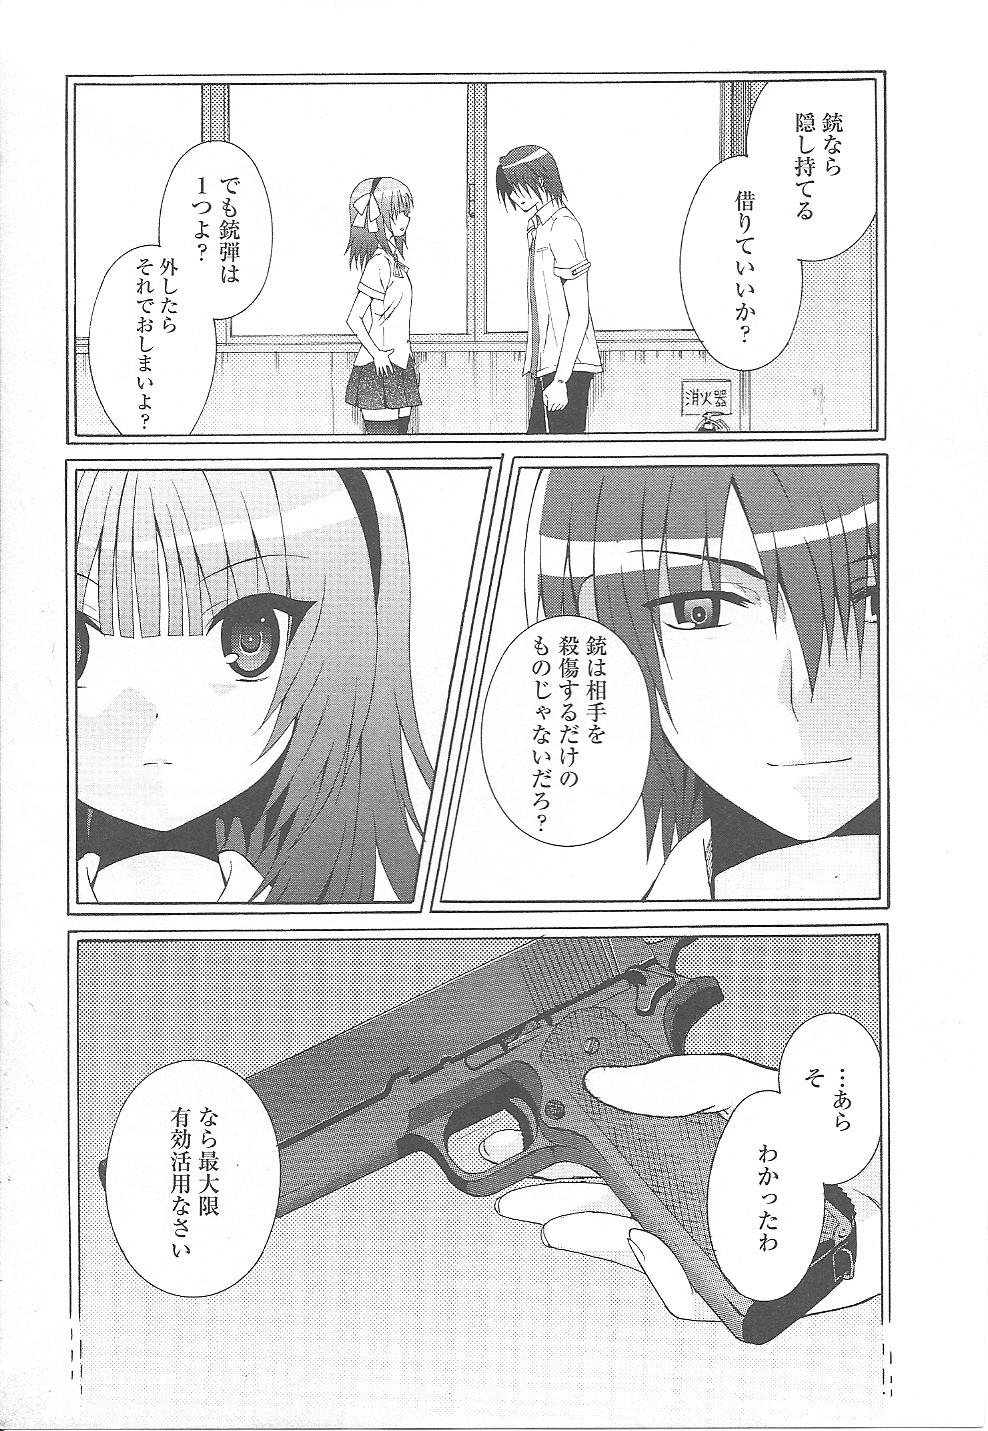 銃なら
隠し持てる
借りていいか？
でも銃弾は
1つよ？
外したら
それでおしまいよ？
消火器
銃は相手を
殺傷するだけの
ものじゃないだろ？
…あら
そ
わかったわ
なら最大限
有効活用なさい